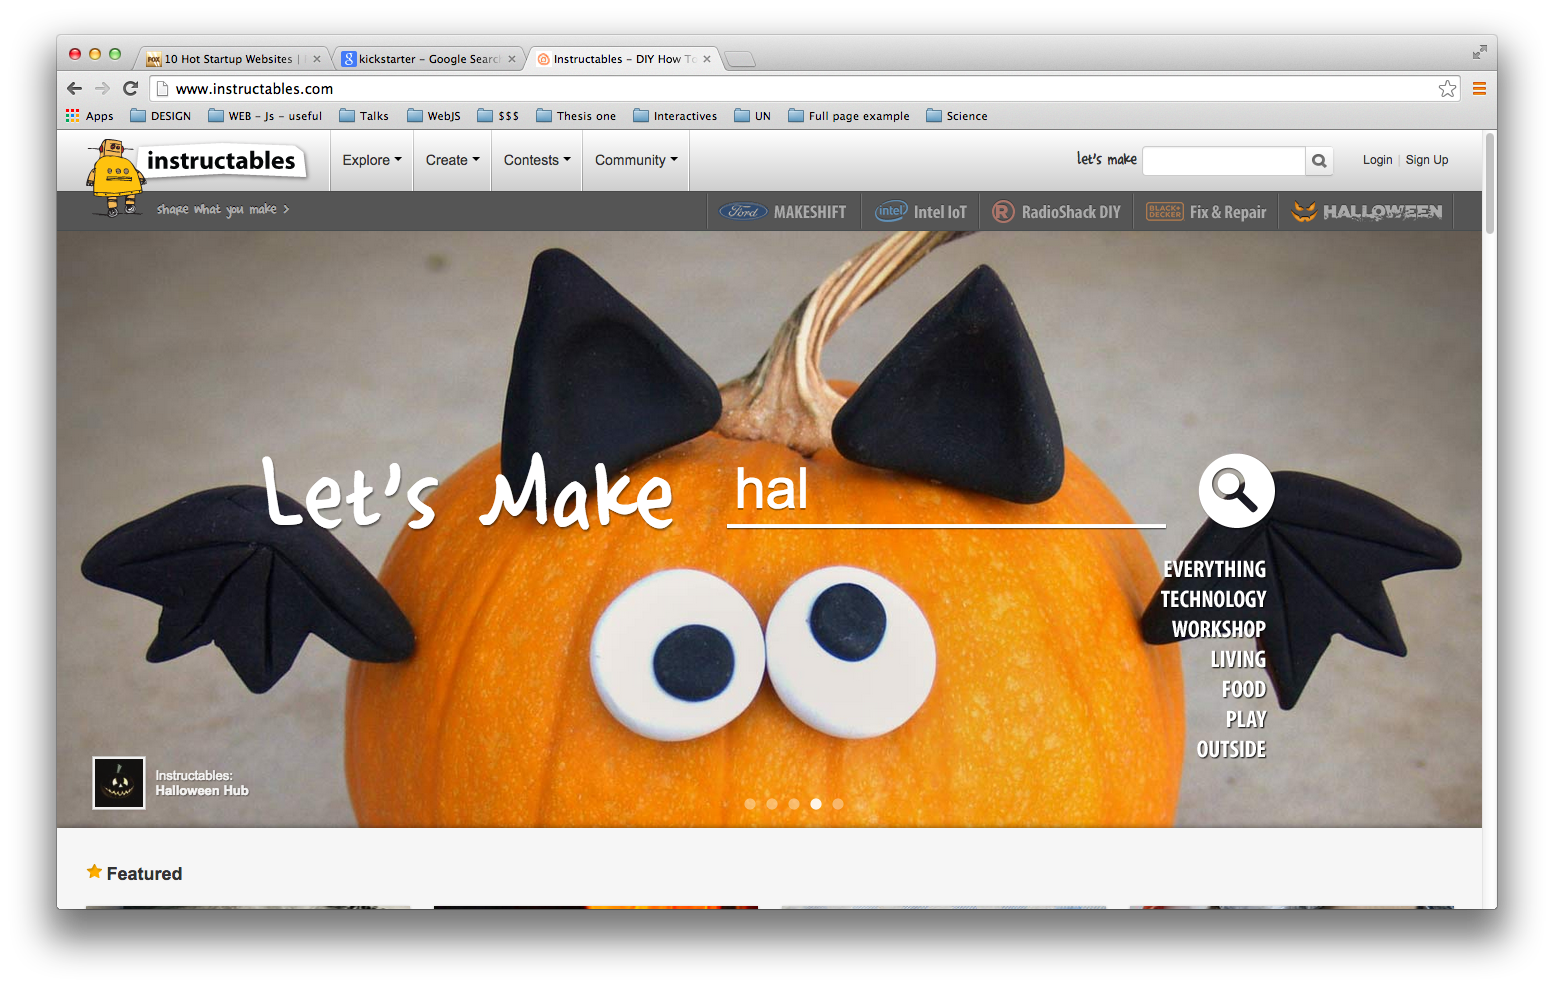 10 Hot Startup Websites |
kickstarter – Google Searc
Instructables – DIY How To
www.instructables.com
Apps
DESIGN
WEB – Js – useful
Talks
WebJS
$$$
Thesis one
Interactives
UN
Full page example
Science
instructables
Explore
Create
Contests
Community
let's make
Login | Sign Up
share what you make >
Ford MAKESHIFT
intel Intel IoT
R RadioShack DIY
BLACK+ DECKER Fix & Repair
HALLOWEEN
Let's Make hal
EVERYTHING
TECHNOLOGY
WORKSHOP
LIVING
FOOD
PLAY
OUTSIDE
Instructables:
Halloween Hub
Featured